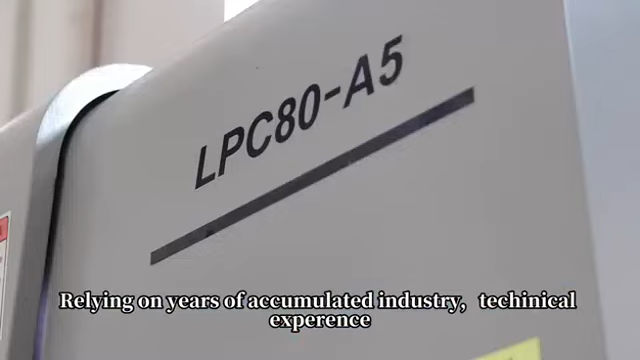 LPC80-A5
Relying on years of accumulated industry, techinical
experence